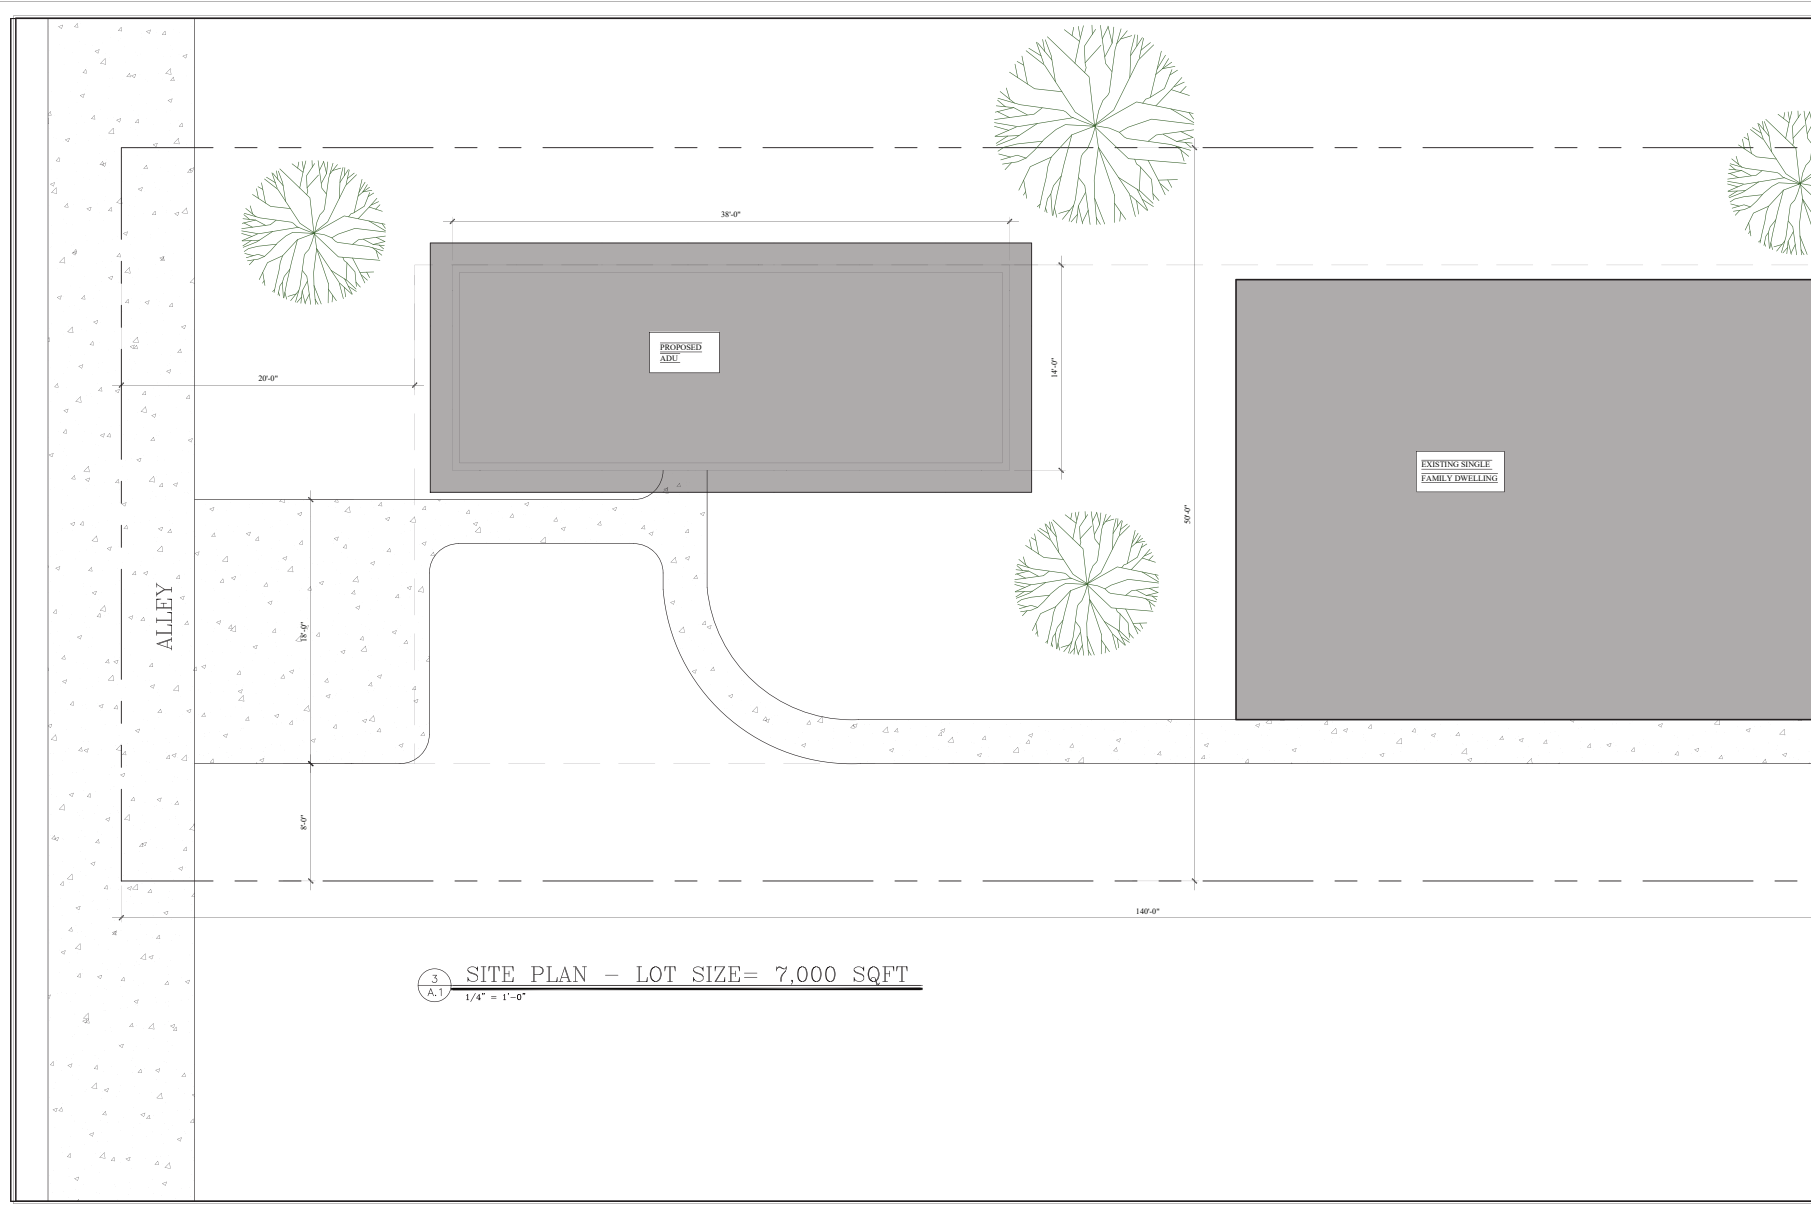 38'-0"
PROPOSED
ADU
14'-0"
20'-0"
EXISTING SINGLE
FAMILY DWELLING
50'-0"
ALLEY
18'-0"
8'-0"
140'-0"
3
A.1
SITE PLAN - LOT SIZE= 7,000 SQFT
1/4" = 1'-0"